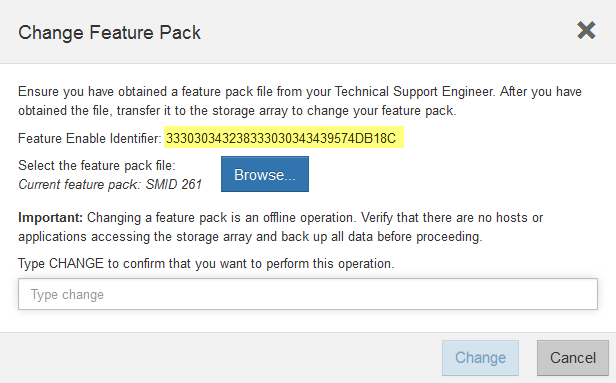 Change Feature Pack
Ensure you have obtained a feature pack file from your Technical Support Engineer. After you have
obtained the file, transfer it to the storage array to change your feature pack.
Feature Enable Identifier: 333030343238333030343439574DB18C
Select the feature pack file:
Current feature pack: SMID 261
Browse...
Important: Changing a feature pack is an offline operation. Verify that there are no hosts or
applications accessing the storage array and back up all data before proceeding.
Type CHANGE to confirm that you want to perform this operation.
Type change
Change
Cancel